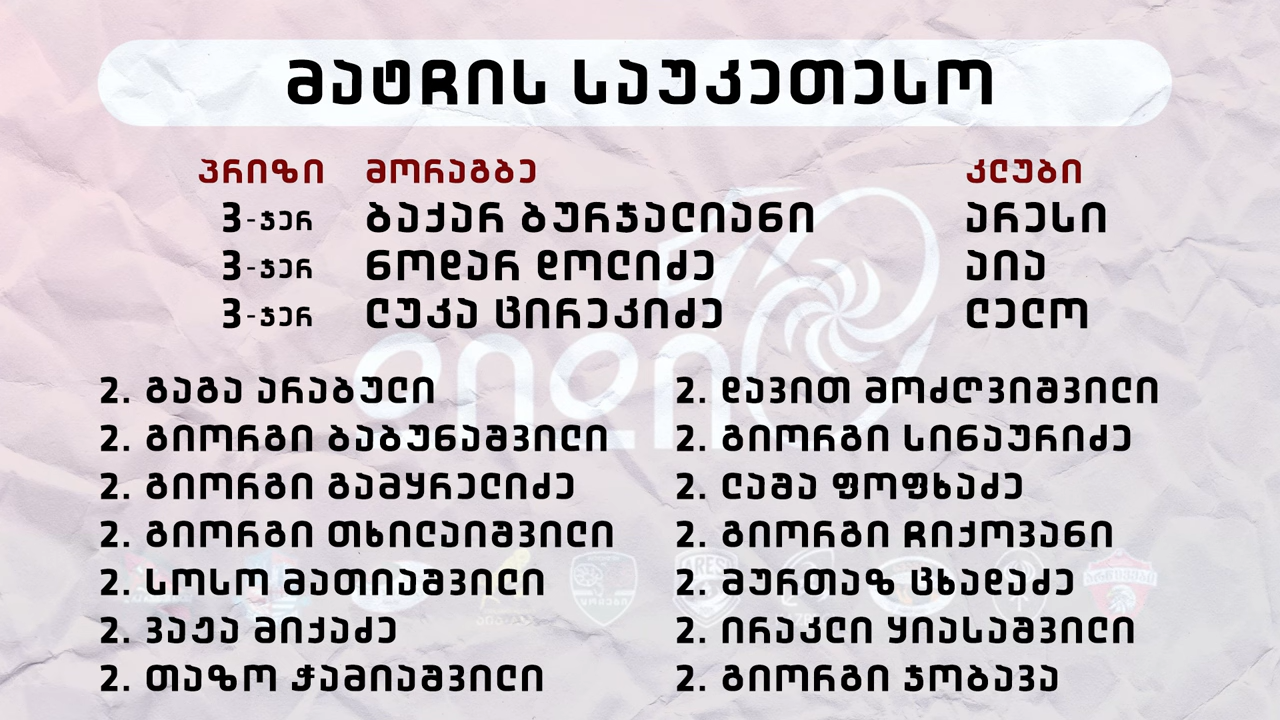 მატჩის საუკეთესო
პრიზი მორაგბე კლუბი
3-ჯერ ბაქარ ბურჯალიანი არესი
3-ჯერ ნოდარ დოლიძე აია
3-ჯერ ლუკა ცირეკიძე ლელო
2. გაგა არაბული
2. გიორგი ბაბუნაშვილი
2. გიორგი გამყრელიძე
2. გიორგი თხილაიშვილი
2. სოსო მათიაშვილი
2. ვაჟა მიქაძე
2. თაზო ჭამიაშვილი
2. დავით მოძღვიშვილი
2. გიორგი სინაურიძე
2. ლაშა ფოფხაძე
2. გიორგი ჩიქოვანი
2. მურთაზ ცხადაძე
2. ირაკლი ყიასაშვილი
2. გიორგი ჯობავა